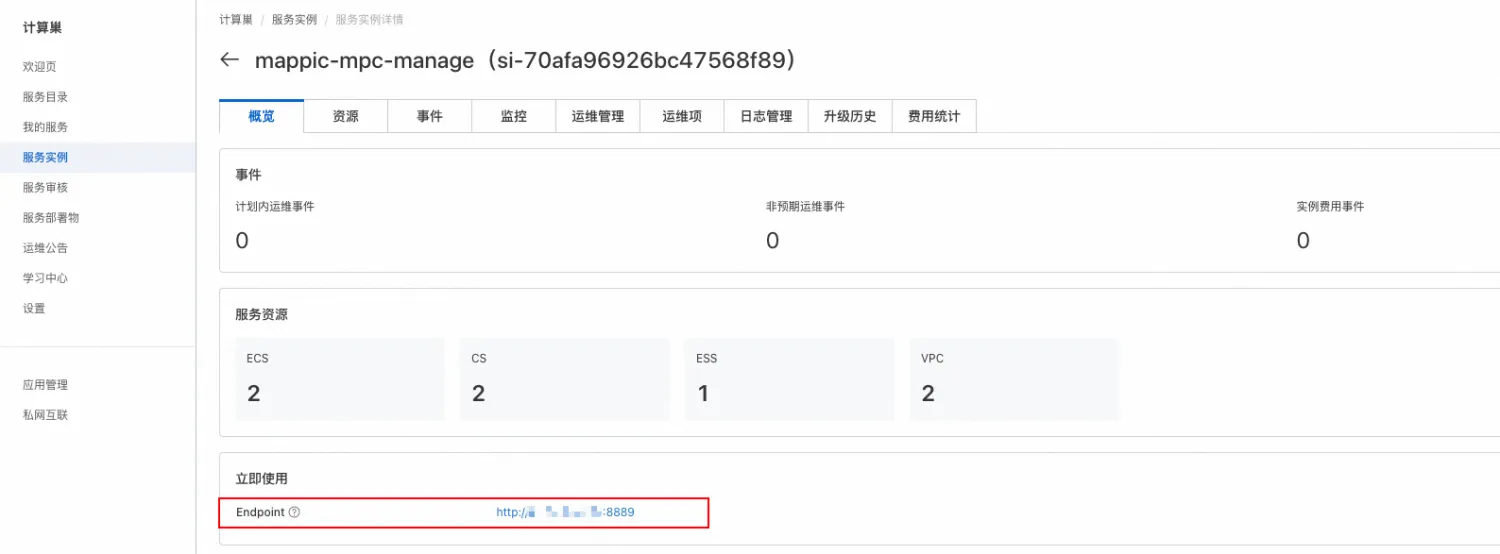 计算巢
欢迎页
服务目录
我的服务
服务实例
服务审核
服务部署物
运维公告
学习中心
设置
应用管理
私网互联
计算巢 / 服务实例 / 服务实例详情
← mappic-mpc-manage（si-70afa96926bc47568f89）
概览 资源 事件 监控 运维管理 运维项 日志管理 升级历史 费用统计
事件
计划内运维事件 非预期运维事件 实例费用事件
0 0 0
服务资源
ECS CS ESS VPC
2 2 1 2
立即使用
Endpoint ? http:// :8889